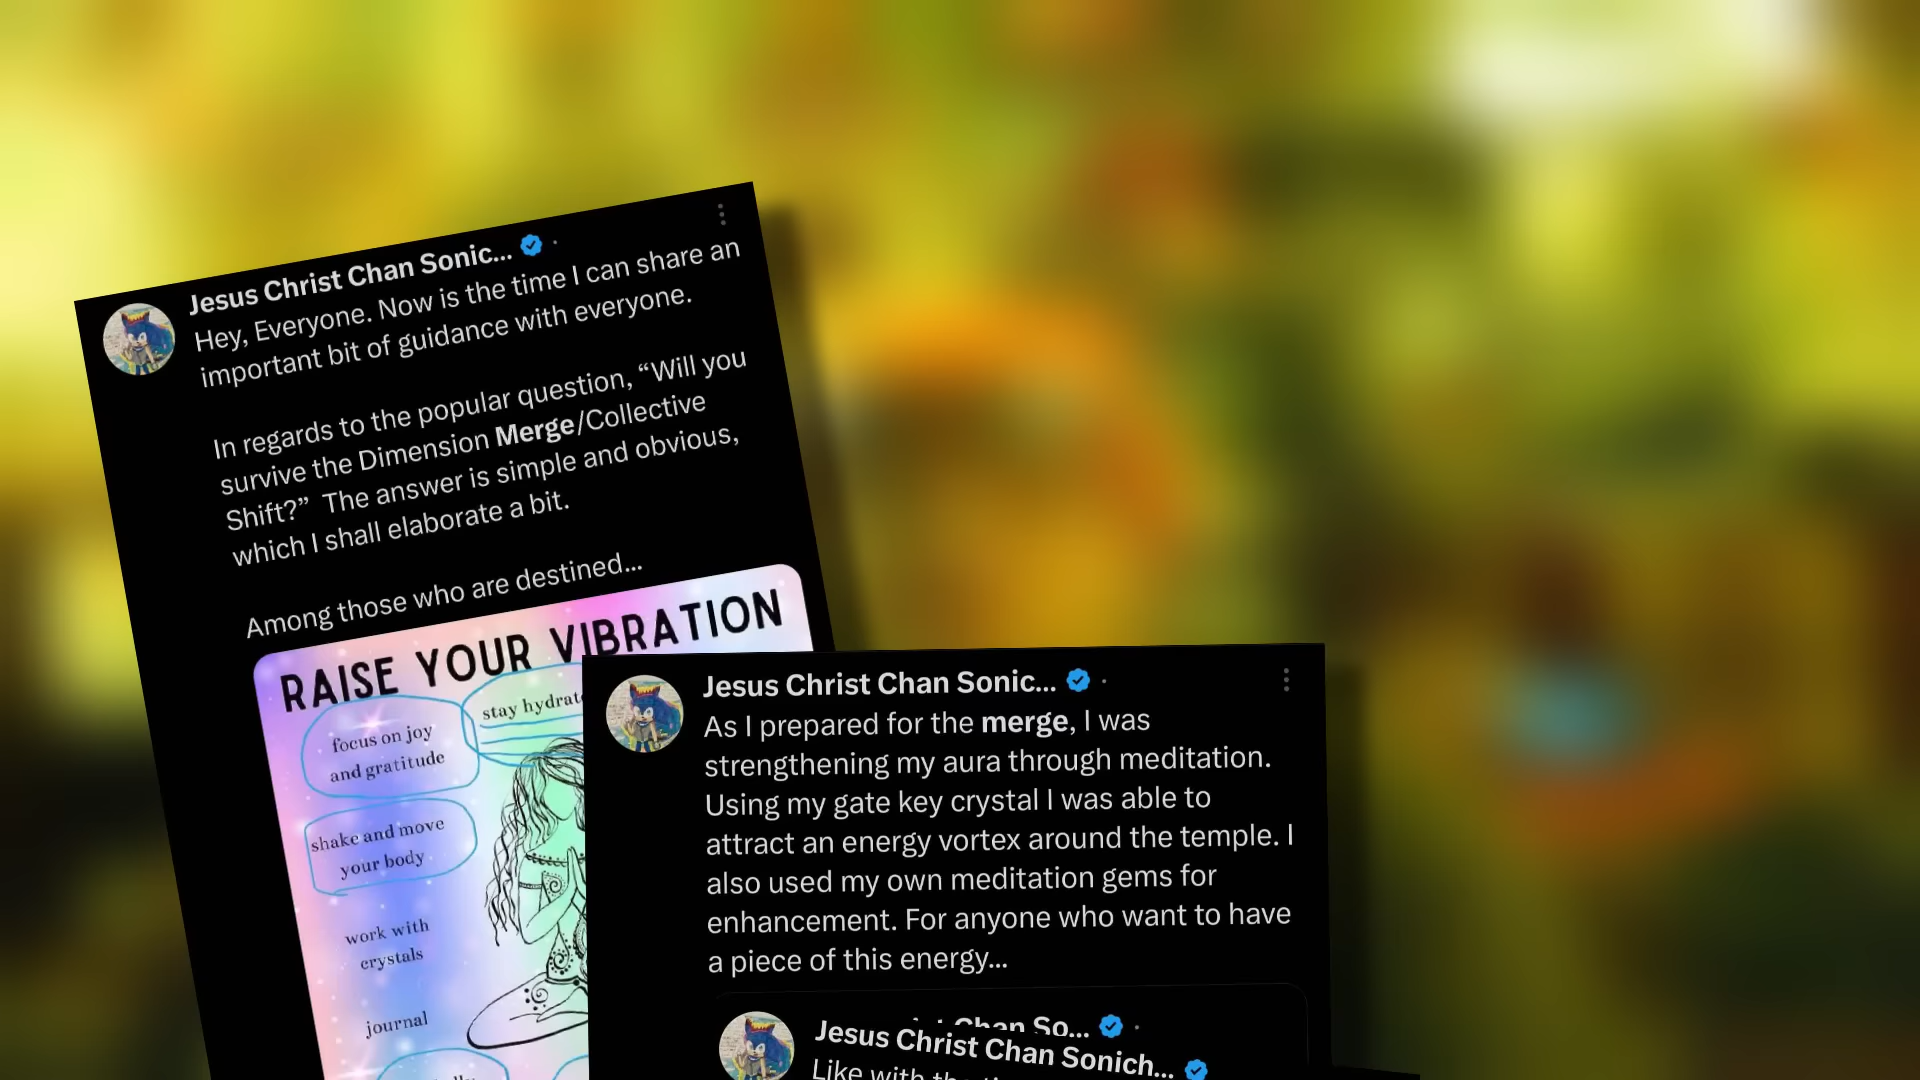 Jesus Christ Chan Sonic...
Hey, Everyone. Now is the time I can share an
important bit of guidance with everyone.
In regards to the popular question, “Will you
survive the Dimension Merge/Collective
Shift?”  The answer is simple and obvious,
which I shall elaborate a bit.
Among those who are destined...
RAISE YOUR VIBRATION
focus on joy
and gratitude
stay hydrate
shake and move
your body
work with
crystals
journal
Jesus Christ Chan Sonic...
As I prepared for the merge, I was
strengthening my aura through meditation.
Using my gate key crystal I was able to
attract an energy vortex around the temple. I
also used my own meditation gems for
enhancement. For anyone who want to have
a piece of this energy...
Chan So...
Jesus Christ Chan Sonich...
Like with